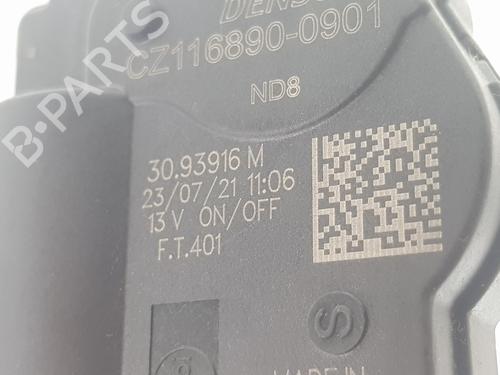 DENSO
CZ116890-0901
ND8
30.93916 M
23/07/21 11:06
13 V ON/OFF
F.T.401
S
MADE IN
B-PARTS